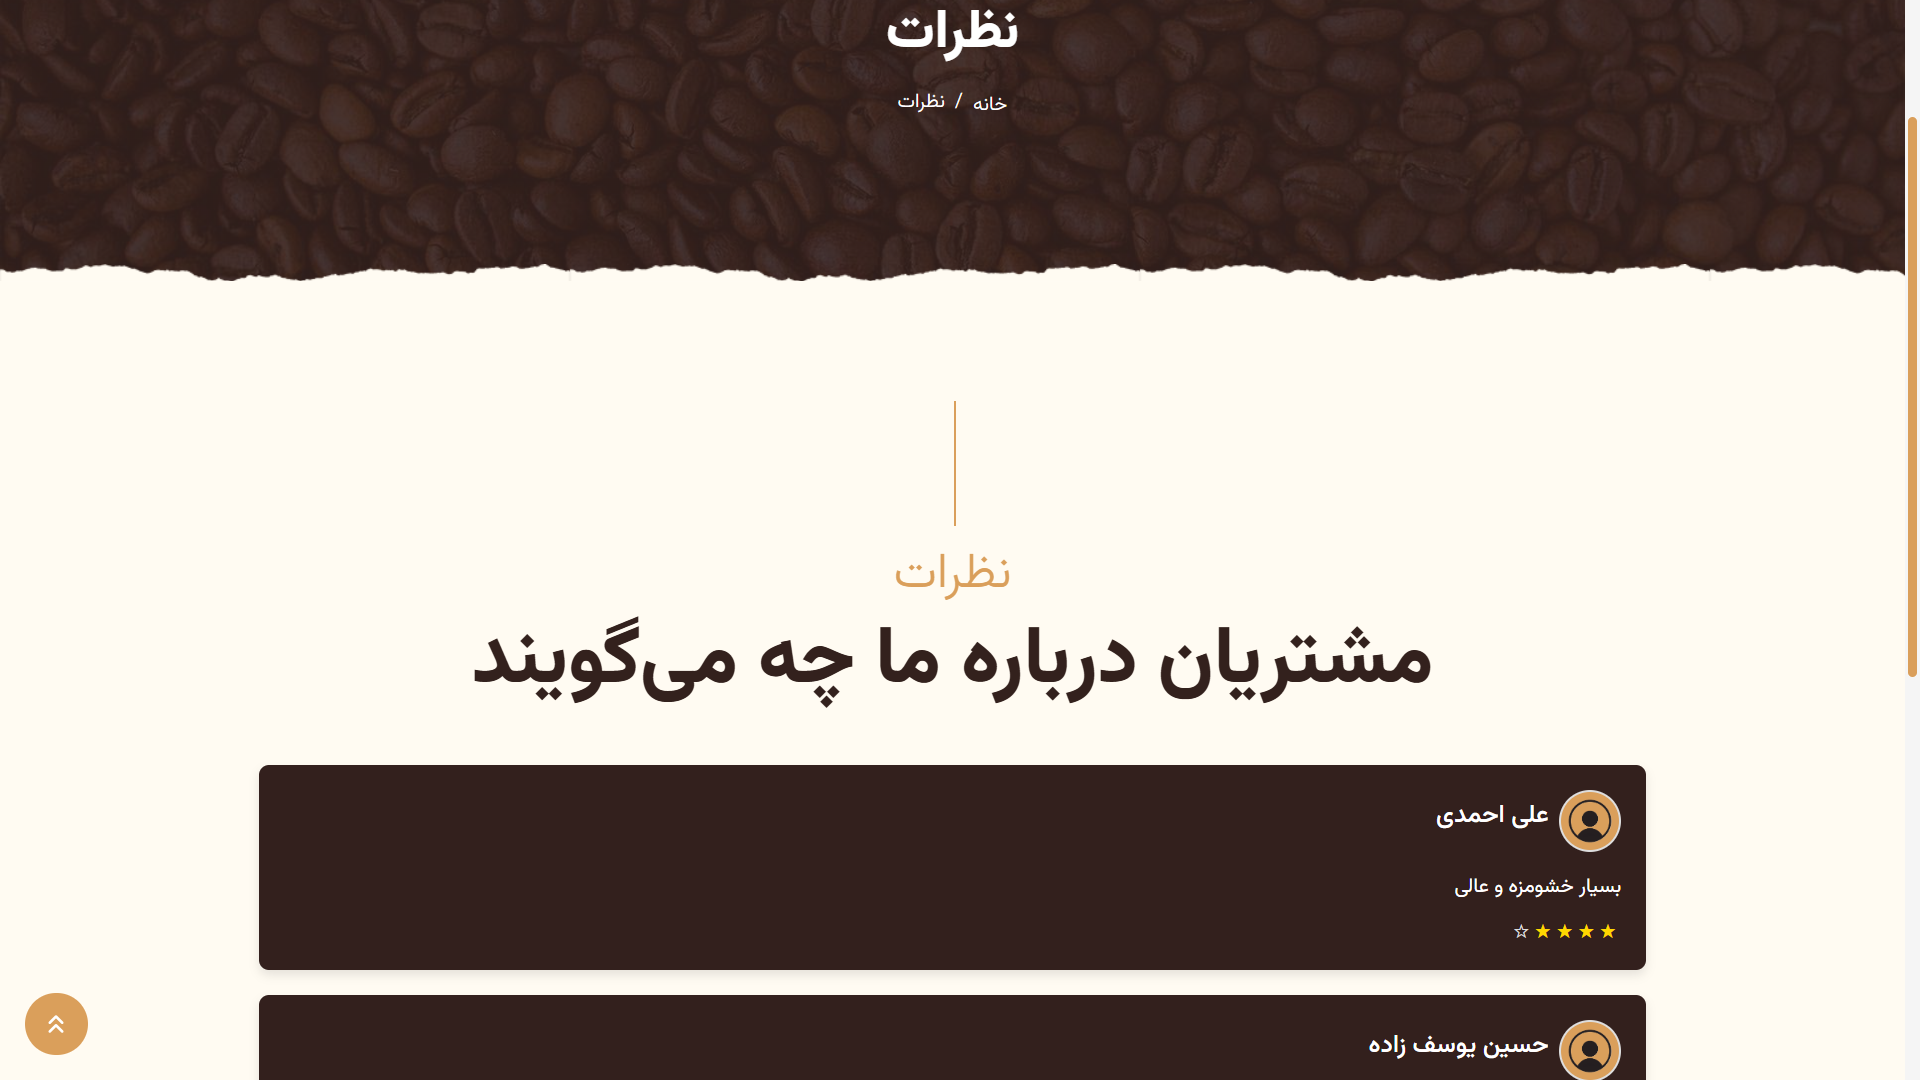 نظرات
خانه / نظرات
نظرات
مشتریان درباره ما چه می‌گویند
علی احمدی
بسیار خشومزه و عالی
حسین یوسف زاده